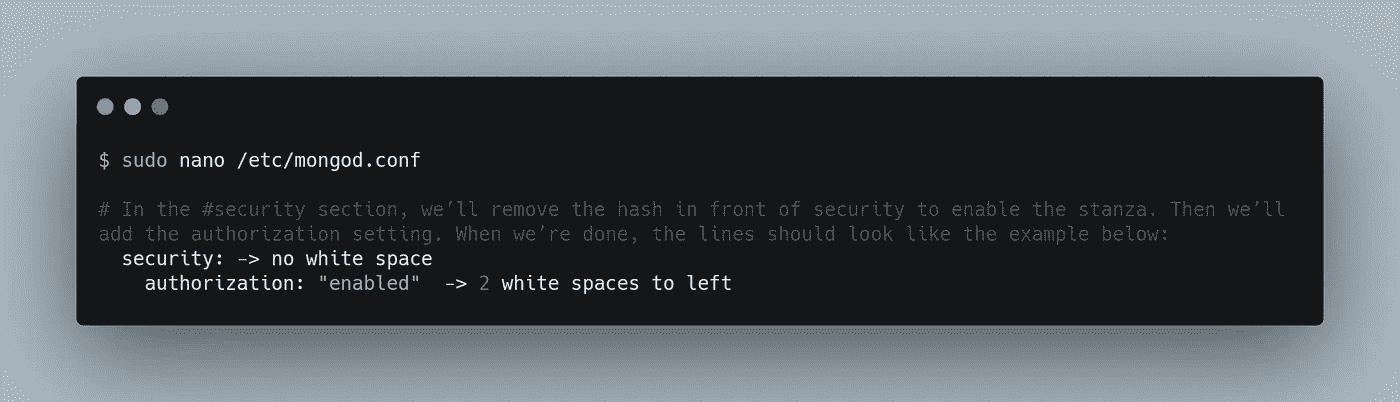 $ sudo nano /etc/mongod.conf
# In the #security section, we’ll remove the hash in front of security to enable the stanza. Then we’ll
add the authorization setting. When we’re done, the lines should look like the example below:
  security: -> no white space
    authorization: "enabled"  -> 2 white spaces to left